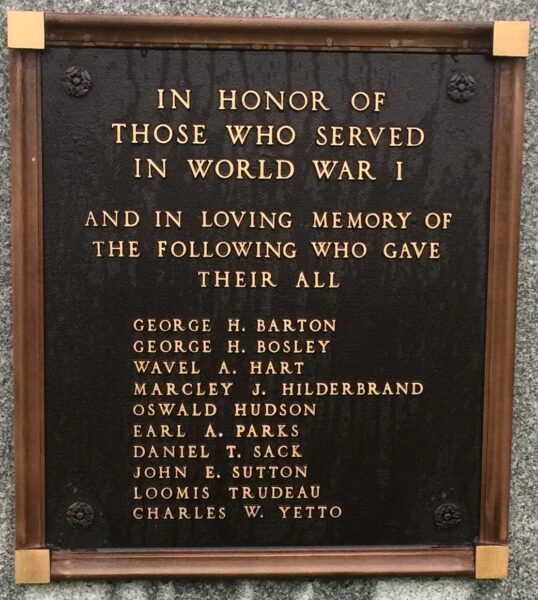 IN HONOR OF
THOSE WHO SERVED
IN WORLD WAR I
AND IN LOVING MEMORY OF
THE FOLLOWING WHO GAVE
THEIR ALL
GEORGE H. BARTON
GEORGE H. BOSLEY
WAVEL A. HART
MARCLEY J. HILDERBRAND
OSWALD HUDSON
EARL A. PARKS
DANIEL T. SACK
JOHN E. SUTTON
LOOMIS TRUDEAU
CHARLES W. YETTO